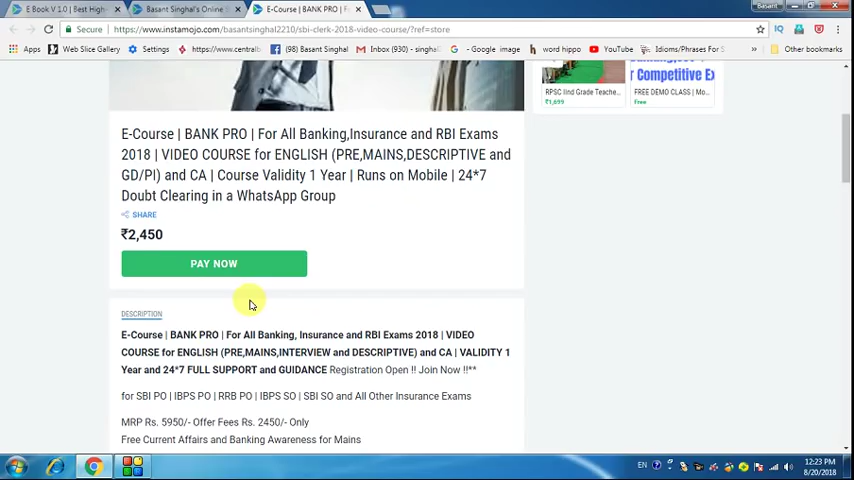 E Book V 1.0 | Best High-
Basant Singhal's Online
E-Course | BANK PRO | F
Basant
Secure
https://www.instamojo.com/basantsinghal2210/sbi-clerk-2018-video-course/?ref=store
Apps
Web Slice Gallery
IT
https://www.centralb
(98) Basant Singhal
Inbox (930) - singhal
Google image
word hippo
YouTube
Idioms/Phrases For S
Other bookmarks
r Competitive Ex
RPSC IInd Grade Teache...
FREE DEMO CLASS | Mo...
₹1,699
Free
E-Course | BANK PRO | For All Banking,Insurance and RBI Exams
2018 | VIDEO COURSE for ENGLISH (PRE,MAINS,DESCRIPTIVE and
GD/PI) and CA | Course Validity 1 Year | Runs on Mobile | 24*7
Doubt Clearing in a WhatsApp Group
SHARE
₹2,450
PAY NOW
DESCRIPTION
E-Course | BANK PRO | For All Banking, Insurance and RBI Exams 2018 | VIDEO
COURSE for ENGLISH (PRE,MAINS,INTERVIEW and DESCRIPTIVE) and CA | VALIDITY 1
Year and 24*7 FULL SUPPORT and GUIDANCE Registration Open !! Join Now !!**
for SBI PO | IBPS PO | RRB PO | IBPS SO | SBI SO and All Other Insurance Exams
MRP Rs. 5950/- Offer Fees Rs. 2450/- Only
Free Current Affairs and Banking Awareness for Mains
EN
12:23 PM
8/20/2018